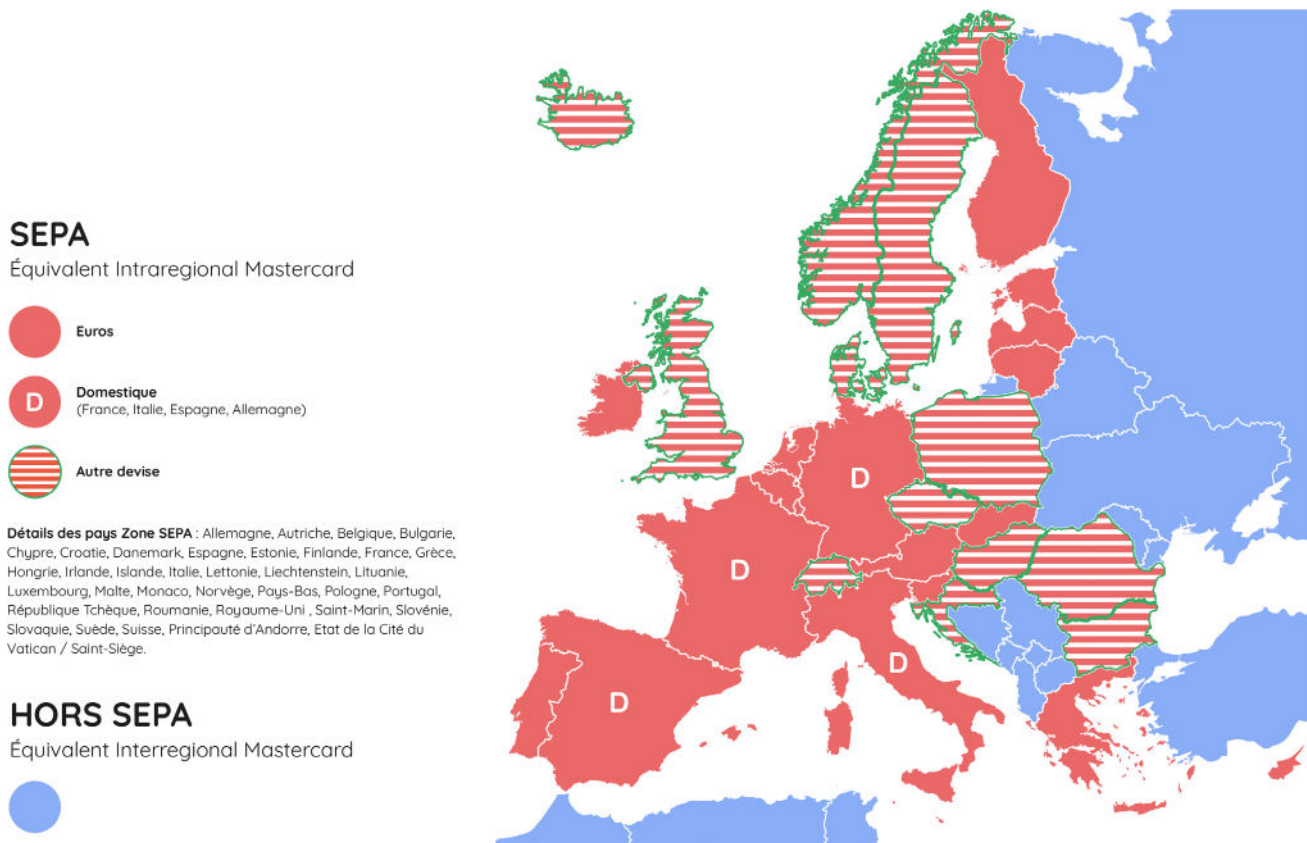 SEPA
Équivalent Intraregional Mastercard
Euros
D
Domestique
(France, Italie, Espagne, Allemagne)
Autre devise
Détails des pays Zone SEPA : Allemagne, Autriche, Belgique, Bulgarie,
Chypre, Croatie, Danemark, Espagne, Estonie, Finlande, France, Grèce,
Hongrie, Irlande, Islande, Italie, Lettonie, Liechtenstein, Lituanie,
Luxembourg, Malte, Monaco, Norvège, Pays-Bas, Pologne, Portugal,
République Tchèque, Roumanie, Royaume-Uni , Saint-Marin, Slovénie,
Slovaquie, Suède, Suisse, Principauté d'Andorre, Etat de la Cité du
Vatican / Saint-Siège.
HORS SEPA
Équivalent Interregional Mastercard
D
D
D
D